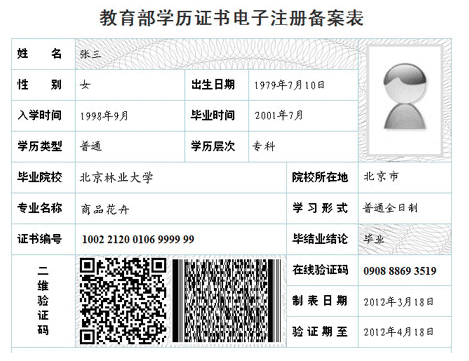 教育部学历证书电子注册备案表
姓 名 张三
性 别 女 出生日期 1979年7月10日
入学时间 1998年9月 毕业时间 2001年7月
学历类型 普通 学历层次 专科
毕业院校 北京林业大学 院校所在地 北京市
专业名称 商品花卉 学习形式 普通全日制
证书编号 1002 2120 0106 9999 99 毕结业结论 毕业
二维验证码 在线验证码 0908 8869 3519
制表日期 2012年3月18日
验证期至 2012年4月18日